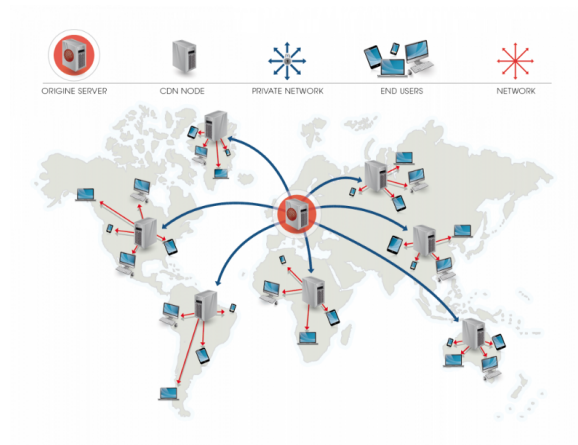 ORIGINE SERVER
CDN NODE
PRIVATE NETWORK
END USERS
NETWORK